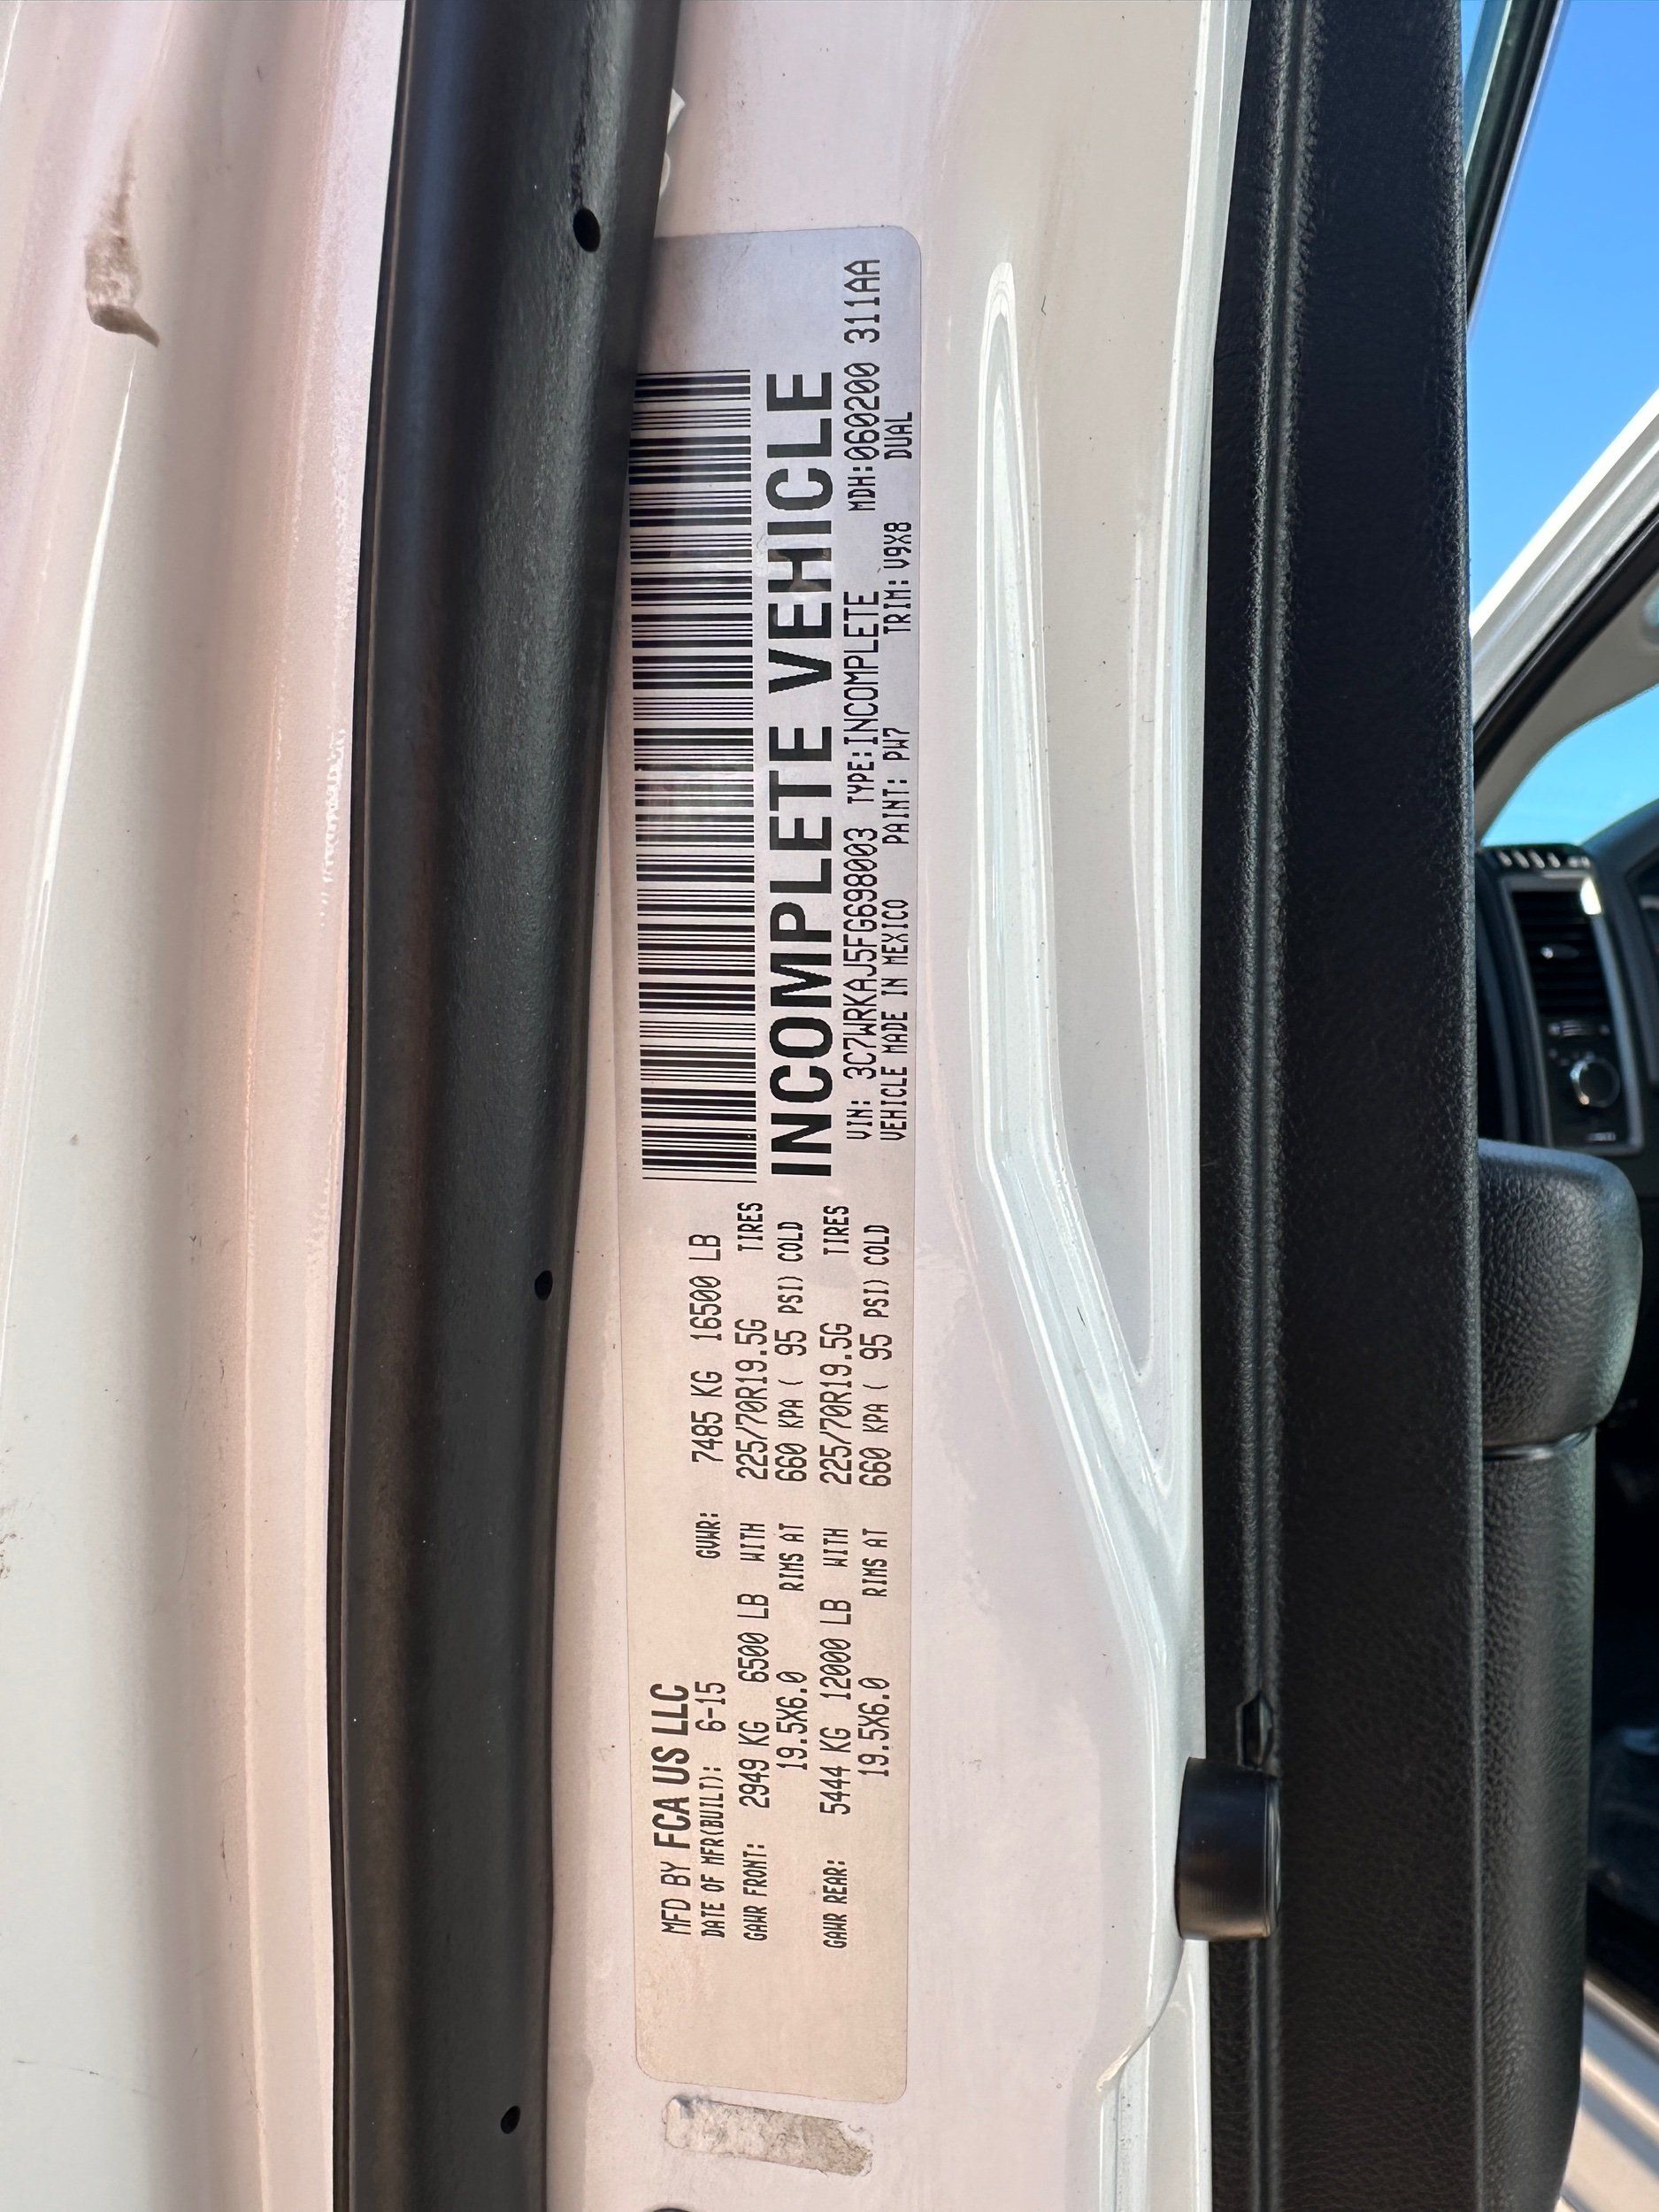 MFD BY FCA US LLC
DATE OF MFR(BUILT): 6-15 GVWR: 7485 KG 16500 LB
GAWR FRONT: 2949 KG 6500 LB WITH 225/70R19.5G TIRES
19.5X6.0 RIMS AT 660 KPA ( 95 PSI) COLD
GAWR REAR: 5444 KG 12000 LB WITH 225/70R19.5G TIRES
19.5X6.0 RIMS AT 660 KPA ( 95 PSI) COLD
INCOMPLETE VEHICLE
VIN: 3C7WRKAJ5FG698003 TYPE:INCOMPLETE MDH:060200 311AA
VEHICLE MADE IN MEXICO PAINT: PW7 TRIM: V9X8 DUAL